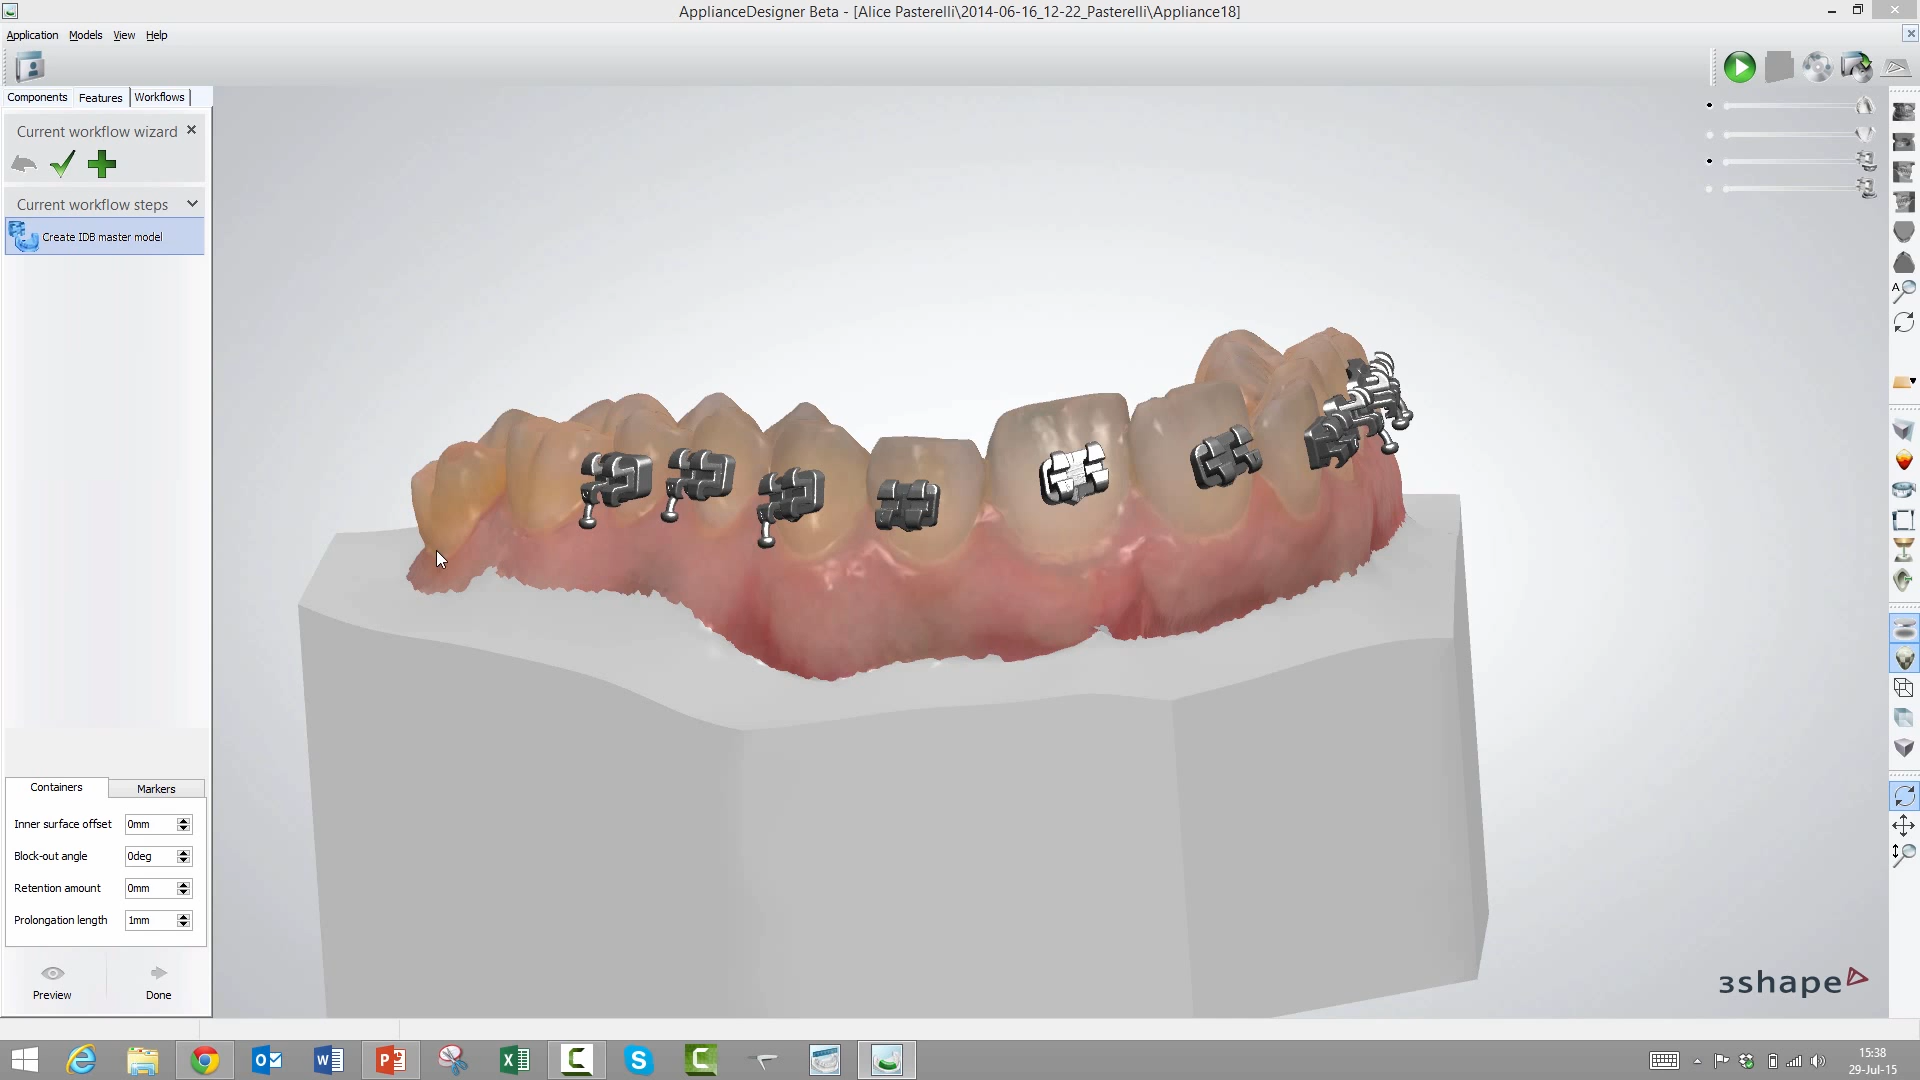 ApplianceDesigner Beta - [Alice Pasterelli\2014-06-16_12-22_Pasterelli\Appliance18]
Application Models View Help
Components Features Workflows
Current workflow wizard
Current workflow steps
Create IDB master model
A
Containers Markers
Inner surface offset 0mm
Block-out angle 0deg
Retention amount 0mm
Prolongation length 1mm
Preview Done
3shape
15:38
29-Jul-15